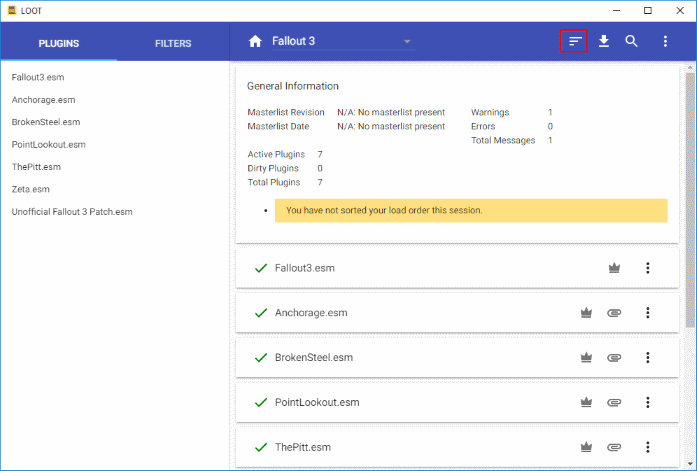 LOOT
PLUGINS FILTERS Fallout 3
Fallout3.esm
Anchorage.esm
BrokenSteel.esm
PointLookout.esm
ThePitt.esm
Zeta.esm
Unofficial Fallout 3 Patch.esm
General Information
Masterlist Revision N/A: No masterlist present Warnings 1
Masterlist Date N/A: No masterlist present Errors 0
Total Messages 1
Active Plugins 7
Dirty Plugins 0
Total Plugins 7
You have not sorted your load order this session.
Fallout3.esm
Anchorage.esm
BrokenSteel.esm
PointLookout.esm
ThePitt.esm